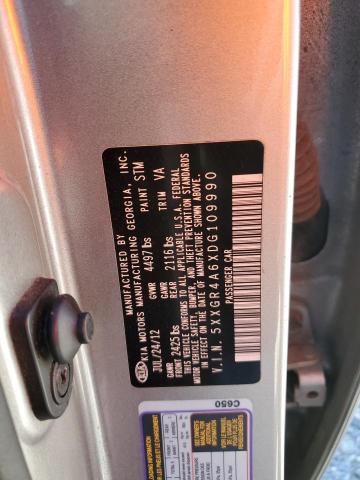 MANUFACTURED BY
KIA KIA MOTORS MANUFACTURING GEORGIA, INC.
JUL/24/12 GVWR 4497 lbs PAINT STM
GAWR FRONT 2425 lbs GAWR REAR 2116 lbs TRIM VA
THIS VEHICLE CONFORMS TO ALL APPLICABLE U.S.A. FEDERAL
MOTOR VEHICLE SAFETY, BUMPER, AND THEFT PREVENTION STANDARDS
IN EFFECT ON THE DATE OF MANUFACTURE SHOWN ABOVE.
V.I.N. 5XXGR4A6XDG109990
PASSENGER CAR
C650